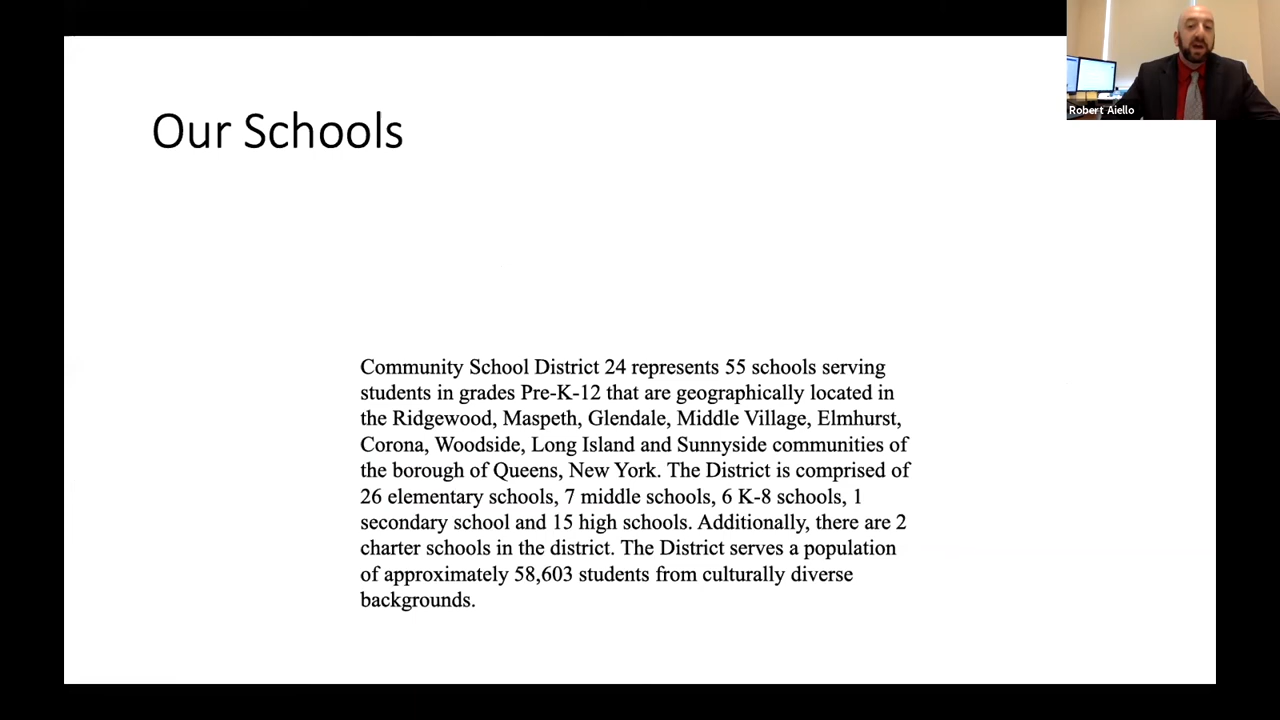 Our Schools
Robert Aiello
Community School District 24 represents 55 schools serving
students in grades Pre-K-12 that are geographically located in
the Ridgewood, Maspeth, Glendale, Middle Village, Elmhurst,
Corona, Woodside, Long Island and Sunnyside communities of
the borough of Queens, New York. The District is comprised of
26 elementary schools, 7 middle schools, 6 K-8 schools, 1
secondary school and 15 high schools. Additionally, there are 2
charter schools in the district. The District serves a population
of approximately 58,603 students from culturally diverse
backgrounds.